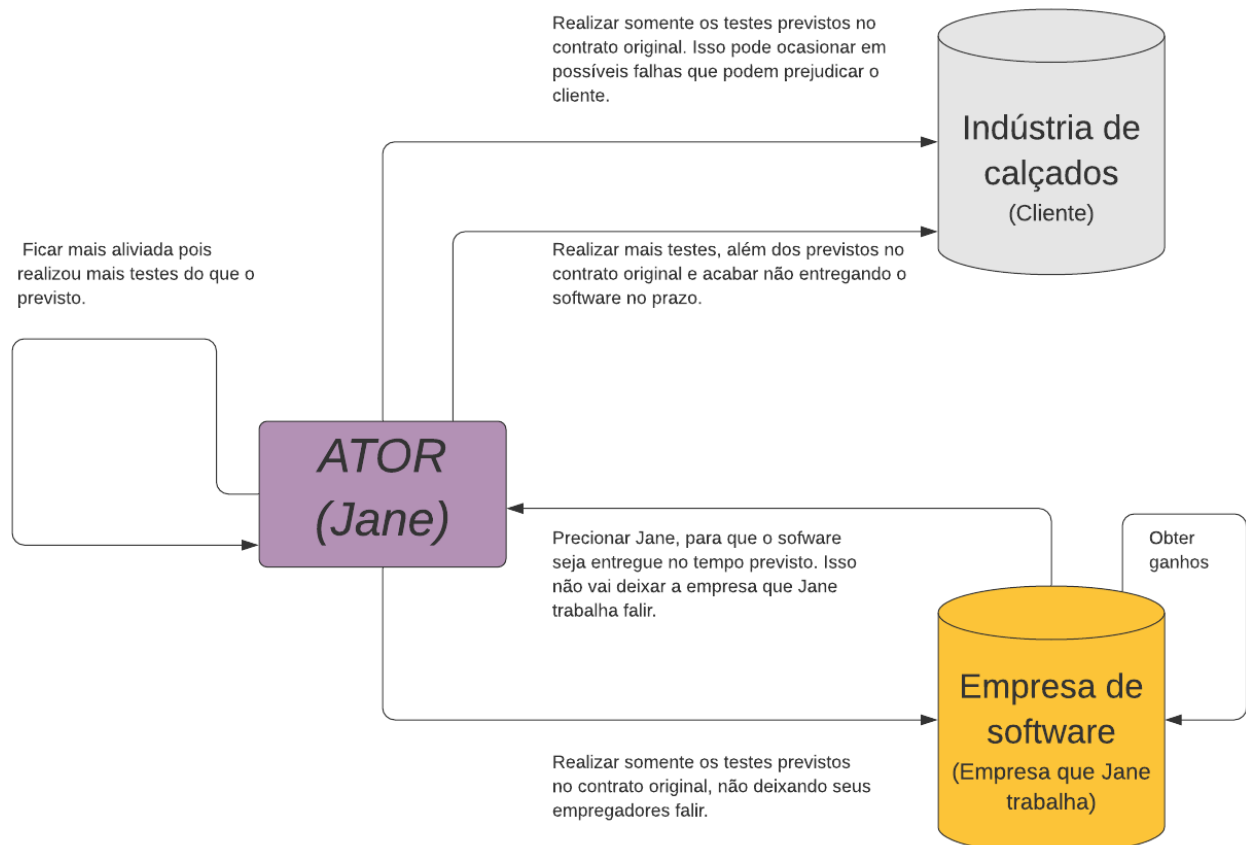 Realizar somente os testes previstos no
contrato original. Isso pode ocasionar em
possíveis falhas que podem prejudicar o
cliente.
Indústria de
calçados
(Cliente)
Ficar mais aliviada pois
realizou mais testes do que o
previsto.
Realizar mais testes, além dos previstos no
contrato original e acabar não entregando o
software no prazo.
ATOR
(Jane)
Precionar Jane, para que o sofware
seja entregue no tempo previsto. Isso
não vai deixar a empresa que Jane
trabalha falir.
Obter
ganhos
Empresa de
software
(Empresa que Jane
trabalha)
Realizar somente os testes previstos
no contrato original, não deixando seus
empregadores falir.